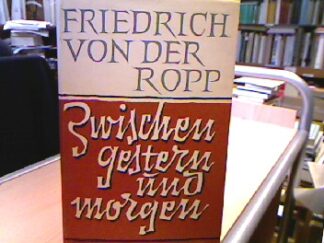 FRIEDRICH
VON DER
ROPP
Zwischen
gestern
und
morgen